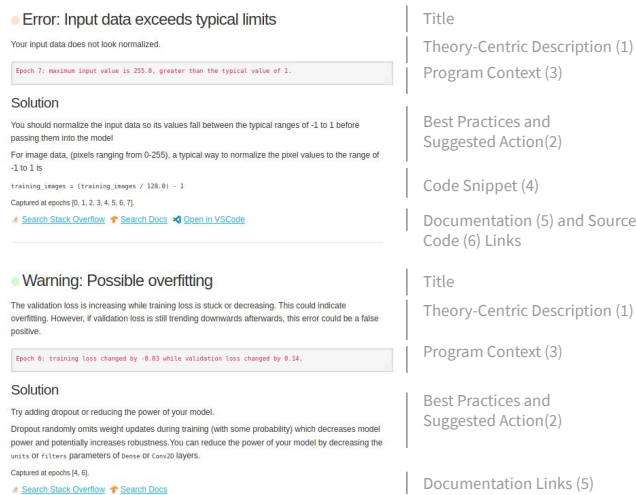 Error: Input data exceeds typical limits
Your input data does not look normalized.
Epoch 7: maximum input value is 255.0, greater than the typical value of 1.
Solution
You should normalize the input data so its values fall between the typical ranges of -1 to 1 before
passing them into the model
For image data, (pixels ranging from 0-255), a typical way to normalize the pixel values to the range of
-1 to 1 is
training_images = (training_images / 128.0) - 1
Captured at epochs [0, 1, 2, 3, 4, 5, 6, 7].
Search Stack Overflow Search Docs Open in VSCode
Title
Theory-Centric Description (1)
Program Context (3)
Best Practices and
Suggested Action(2)
Code Snippet (4)
Documentation (5) and Source
Code (6) Links
Warning: Possible overfitting
The validation loss is increasing while training loss is stuck or decreasing. This could indicate
overfitting. However, if validation loss is still trending downwards afterwards, this error could be a false
positive.
Epoch 6: training loss changed by -0.03 while validation loss changed by 0.14.
Solution
Try adding dropout or reducing the power of your model.
Dropout randomly omits weight updates during training (with some probability) which decreases model
power and potentially increases robustness.You can reduce the power of your model by decreasing the
units or filters parameters of Dense or Conv2D layers.
Captured at epochs [4, 6].
Search Stack Overflow Search Docs
Title
Theory-Centric Description (1)
Program Context (3)
Best Practices and
Suggested Action(2)
Documentation Links (5)